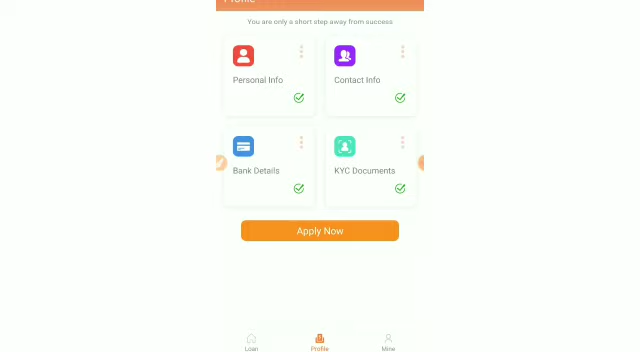 Profile
You are only a short step away from success
Personal Info
Contact Info
Bank Details
KYC Documents
Apply Now
Loan
Profile
Mine